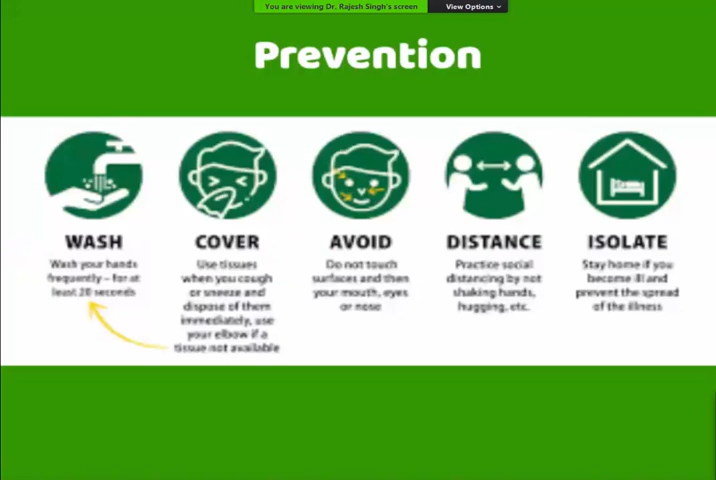 You are viewing Dr. Rajesh Singh's screen
View Options
Prevention
WASH
Wash your hands
frequently – for at
least 20 seconds
COVER
Use tissues
when you cough
or sneeze and
dispose of them
immediately, use
your elbow if a
tissue not available
AVOID
Do not touch
surfaces and then
your mouth, eyes
or nose
DISTANCE
Practice social
distancing by not
shaking hands,
hugging, etc.
ISOLATE
Stay home if you
become ill and
prevent the spread
of the illness